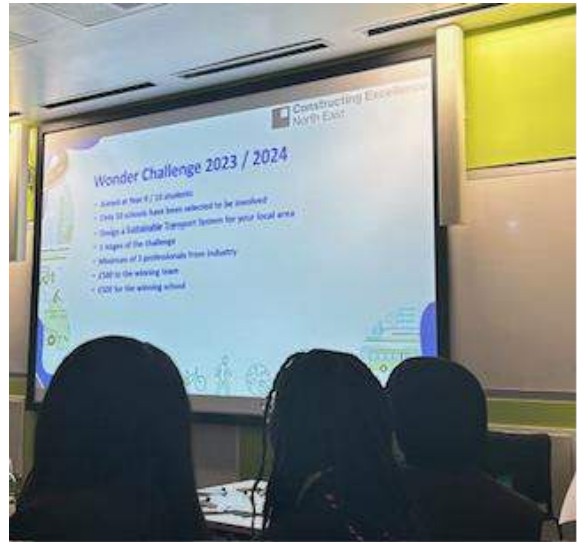 Constructing Excellence
North East
Wonder Challenge 2023 / 2024
• Aimed at Year 9 / 10 students
• Only 10 schools have been selected to be involved
• Design a Sustainable Transport System for your local area
• 3 stages of the challenge
• Minimum of 3 professionals from industry
• £500 to the winning team
• £500 for the winning school